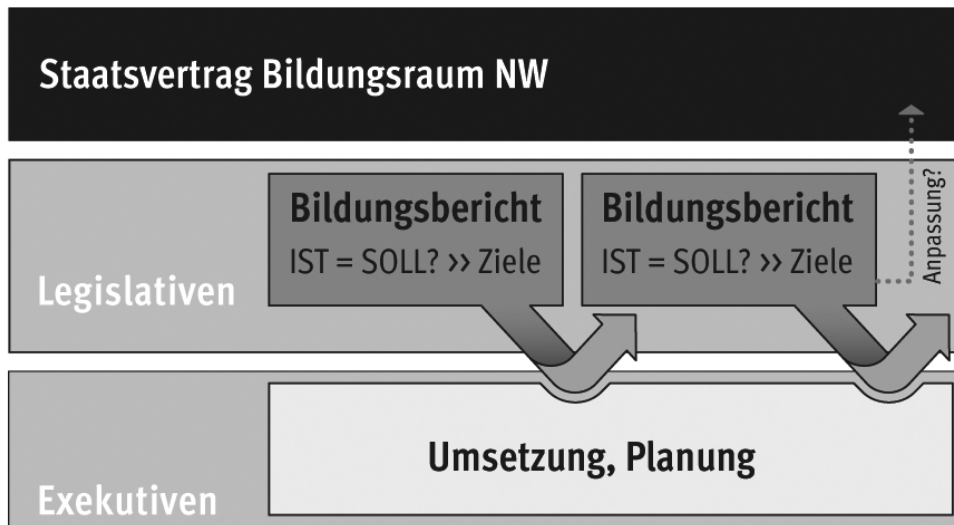 Staatsvertrag Bildungsraum NW
Bildungsbericht
IST = SOLL? >> Ziele
Bildungsbericht
IST = SOLL? >> Ziele
Anpassung?
Legislativen
Umsetzung, Planung
Exekutiven